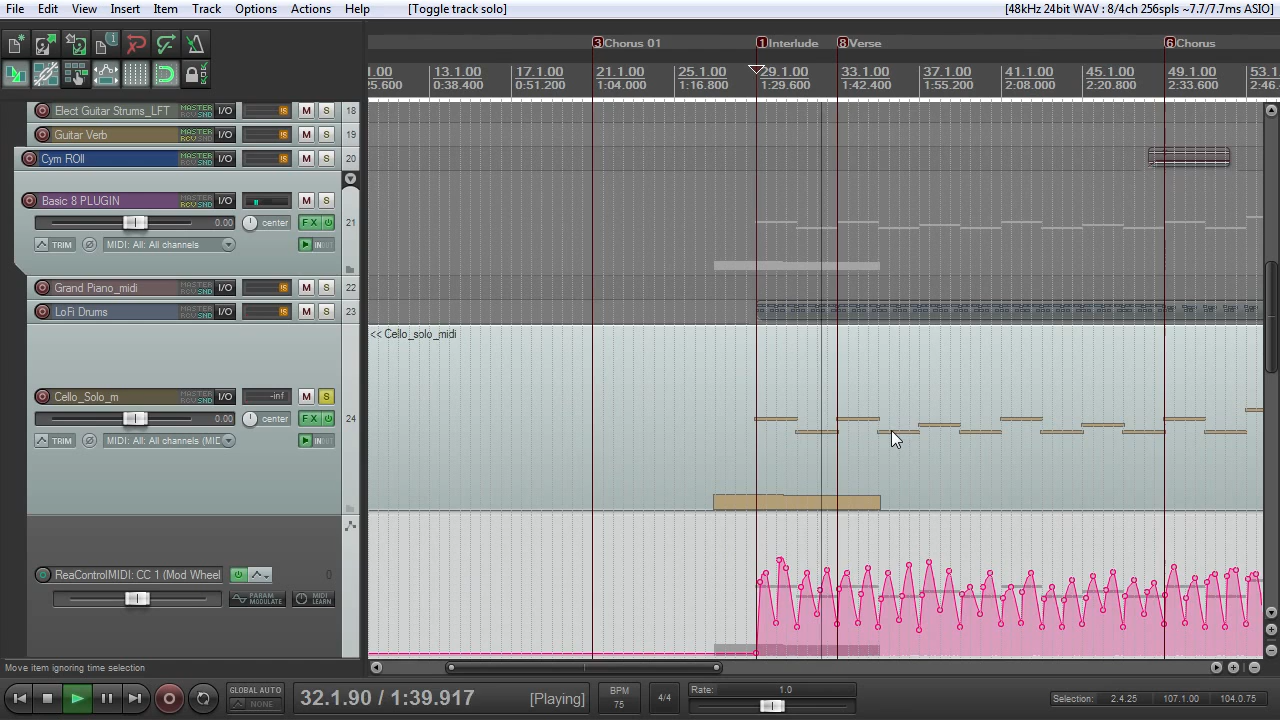 File Edit View Insert Item Track Options Actions Help [Toggle track solo] [48kHz 24bit WAV : 8/4ch 256spls ~7.7/7.7ms ASIO]
3 Chorus 01 1 Interlude 8 Verse 6 Chorus
1.00 13.1.00 17.1.00 21.1.00 25.1.00 29.1.00 33.1.00 37.1.00 41.1.00 45.1.00 49.1.00 53.1
25.600 0:38.400 0:51.200 1:04.000 1:16.800 1:29.600 1:42.400 1:55.200 2:08.000 2:20.800 2:33.600 2:46.
Elect Guitar Strums_LFT MASTER RCV SND I/O M S 18
Guitar Verb MASTER RCV SND I/O M S 19
Cym ROll MASTER RCV SND I/O M S 20
Basic 8 PLUGIN MASTER RCV SND I/O M S
0.00 center FX 21
TRIM MIDI: All: All channels IN
Grand Piano_midi MASTER RCV SND I/O M S 22
LoFi Drums MASTER RCV SND I/O M S 23
<< Cello_solo_midi
Cello_Solo_m MASTER RCV SND I/O -inf M S
0.00 center FX 24
TRIM MIDI: All: All channels (MIC IN
ReaControlMIDI: CC 1 (Mod Wheel 0
PARAM MODULATE MIDI LEARN
Move item ignoring time selection
GLOBAL AUTO
NONE
32.1.90 / 1:39.917 [Playing]
BPM
75
4/4
Rate: 1.0
Selection: 2.4.25 107.1.00 104.0.75